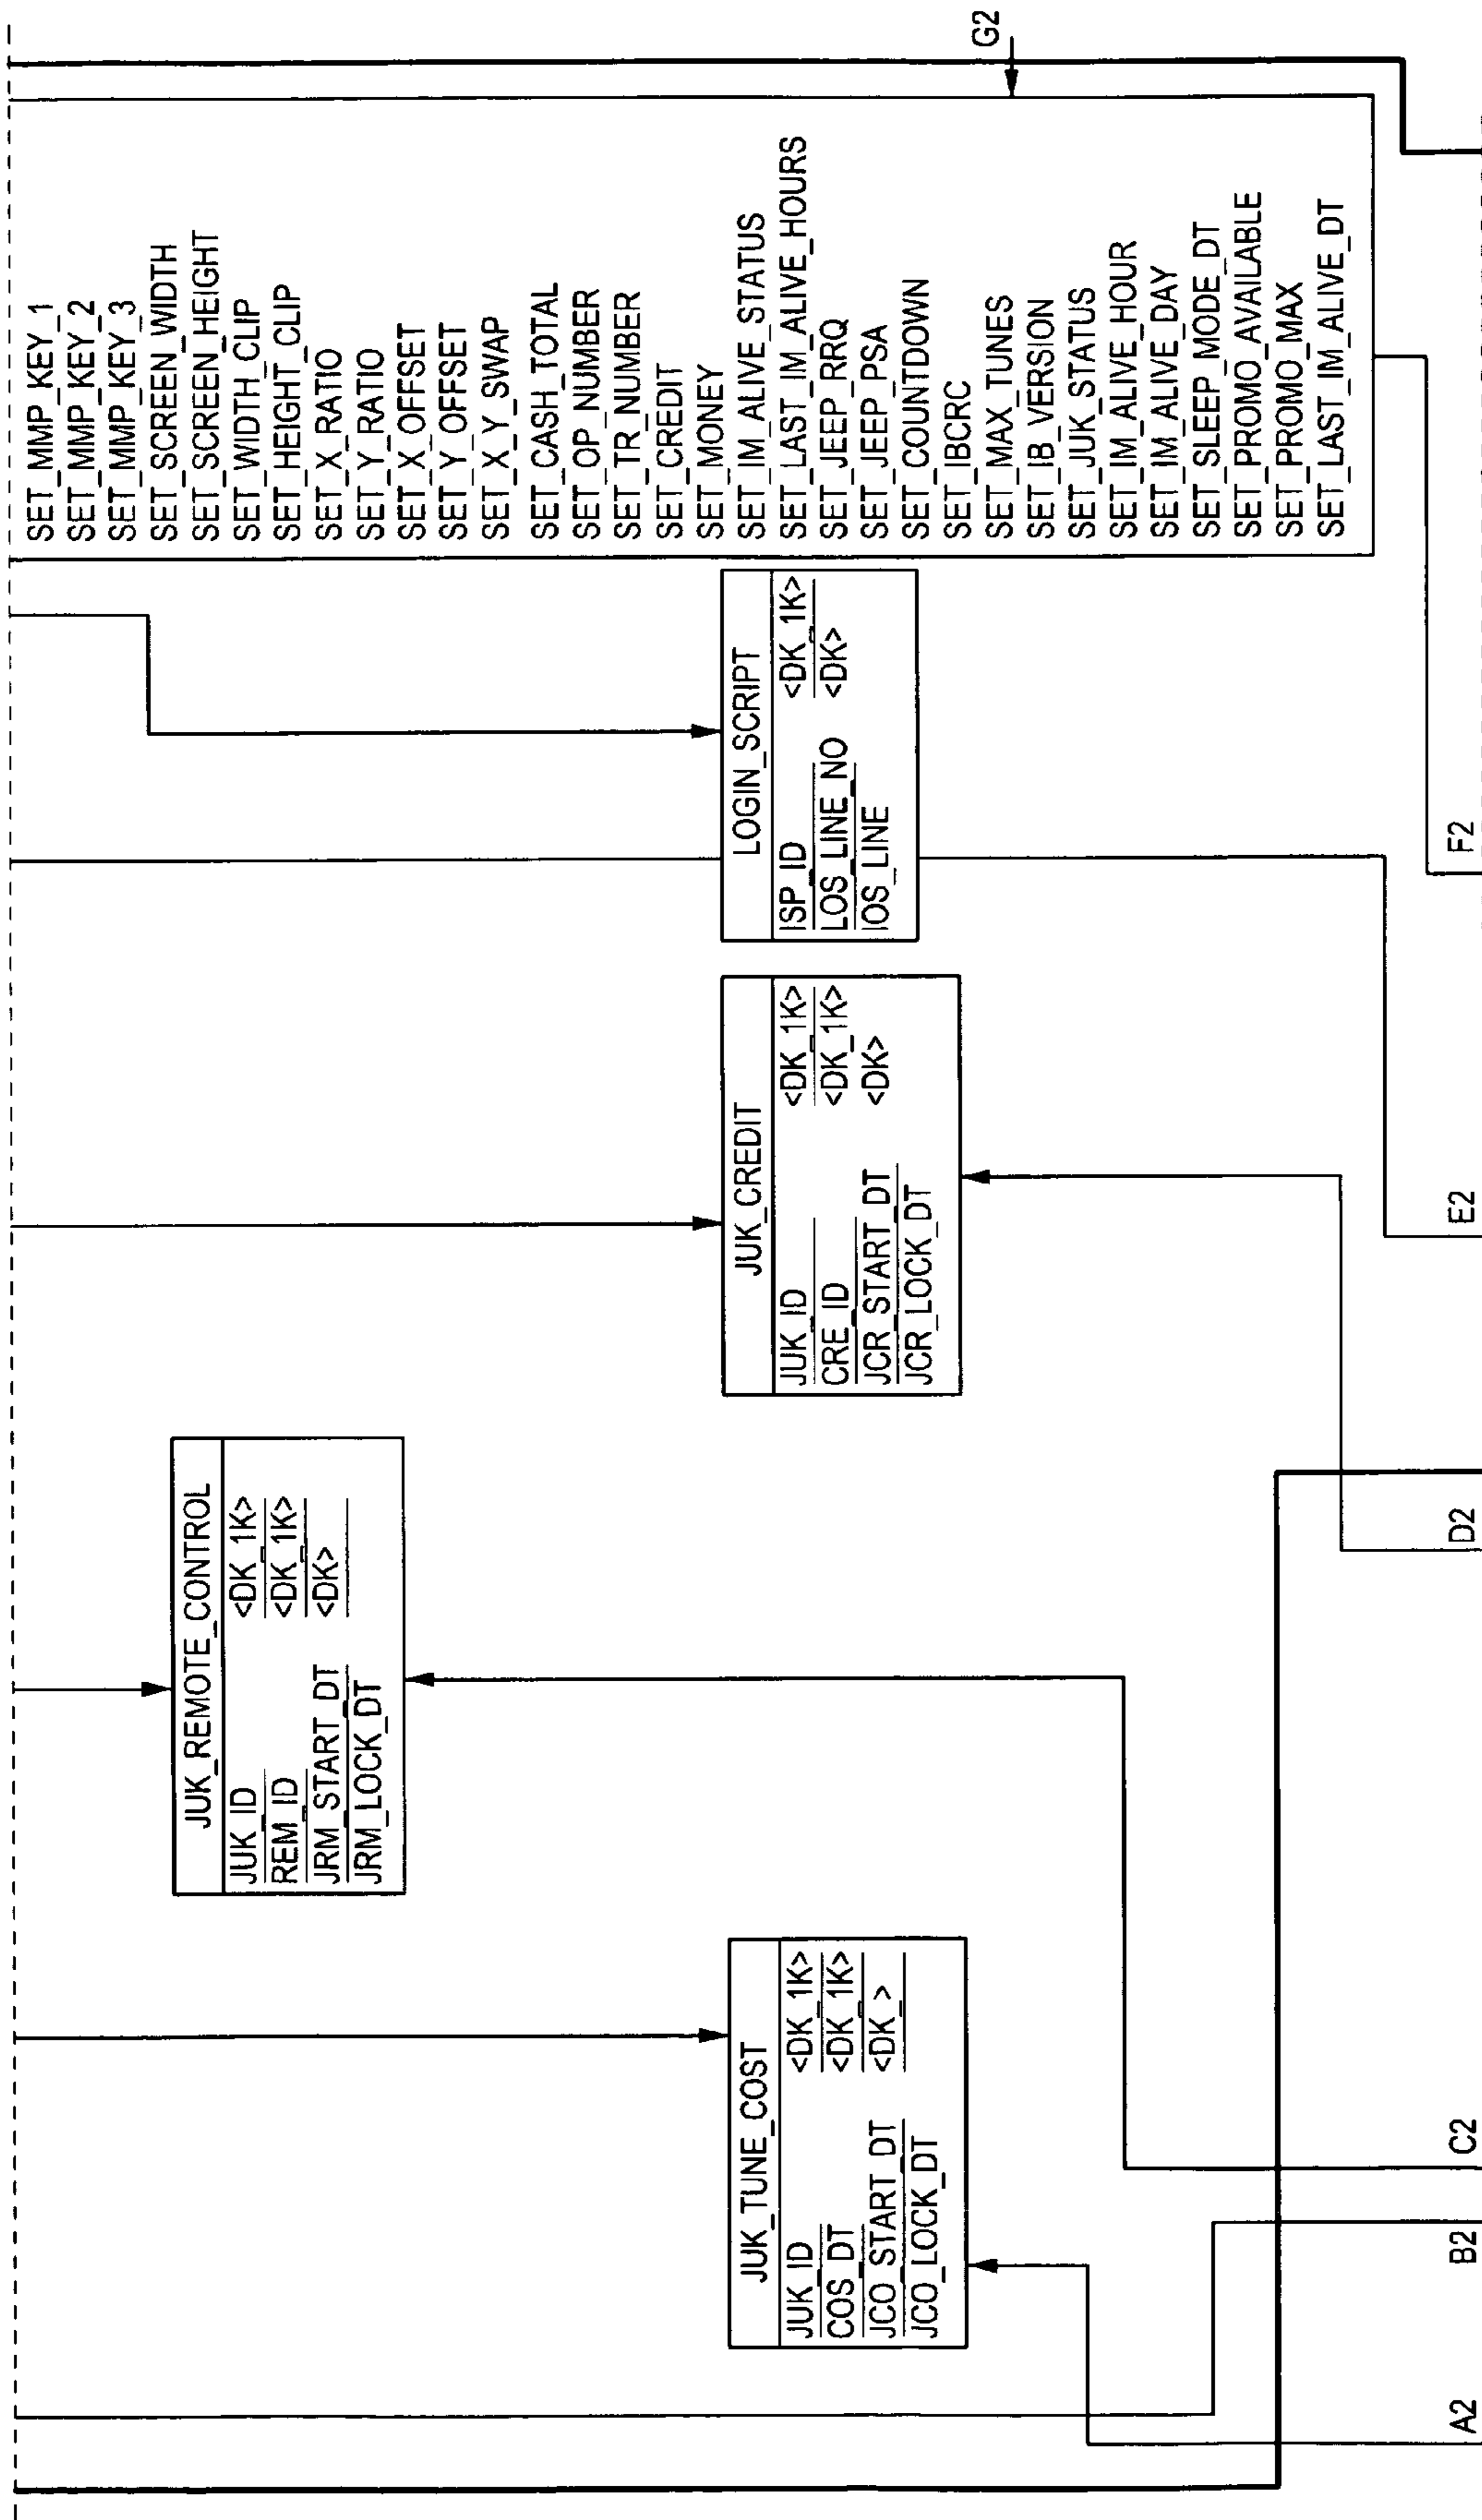 JUK_TUNE_COST
JUK_ID <DK_1K>
COS_DT <DK_1K>
JCO_START_DT <DK_>
JCO_LOCK_DT
JUK_REMOTE_CONTROL
JUK_ID <DK_1K>
REM_ID <DK_1K>
JRM_START_DT <DK>
JRM_LOCK_DT
JUK_CREDIT
JUK_ID <DK_1K>
CRE_ID <DK_1K>
JCR_START_DT <DK>
JCR_LOCK_DT
LOGIN_SCRIPT
ISP_ID <DK_1K>
LOS_LINE_NO <DK>
IOS_LINE
SET_MMP_KEY_1
SET_MMP_KEY_2
SET_MMP_KEY_3
SET_SCREEN_WIDTH
SET_SCREEN_HEIGHT
SET_WIDTH_CLIP
SET_HEIGHT_CLIP
SET_X_RATIO
SET_Y_RATIO
SET_X_OFFSET
SET_Y_OFFSET
SET_X_Y_SWAP
SET_CASH_TOTAL
SET_OP_NUMBER
SET_TR_NUMBER
SET_CREDIT
SET_MONEY
SET_IM_ALIVE_STATUS
SET_LAST_IM_ALIVE_HOURS
SET_JEEP_RRQ
SET_JEEP_PSA
SET_COUNTDOWN
SET_IBCRC
SET_MAX_TUNES
SET_IB_VERSION
SET_JUK_STATUS
SET_IM_ALIVE_HOUR
SET_IM_ALIVE_DAY
SET_SLEEP_MODE_DT
SET_PROMO_AVAILABLE
SET_PROMO_MAX
SET_LAST_IM_ALIVE_DT
G2
A2
B2
C2
D2
E2
F2